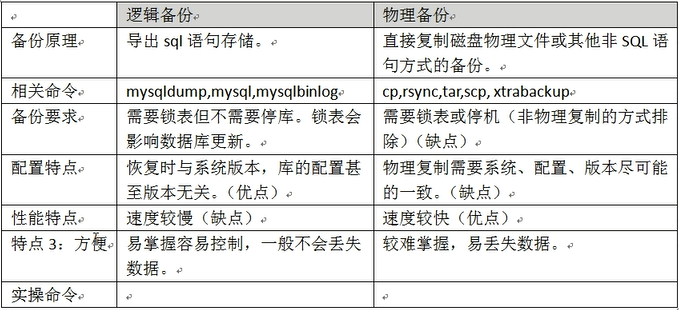 逻辑备份 物理备份
备份原理 导出 sql 语句存储。 直接复制磁盘物理文件或其他非 SQL 语
句方式的备份。
相关命令 mysqldump,mysql,mysqlbinlog cp,rsync,tar,scp, xtrabackup
备份要求 需要锁表但不需要停库。锁表会 需要锁表或停机（非物理复制的方式排
影响数据库更新。 除）（缺点）
配置特点 恢复时与系统版本，库的配置甚 物理复制需要系统、配置、版本尽可能
至版本无关。（优点） 的一致。（缺点）
性能特点 速度较慢（缺点） 速度较快（优点）
特点 3：方便 易掌握容易控制，一般不会丢失 较难掌握，易丢失数据。
数据。
实操命令